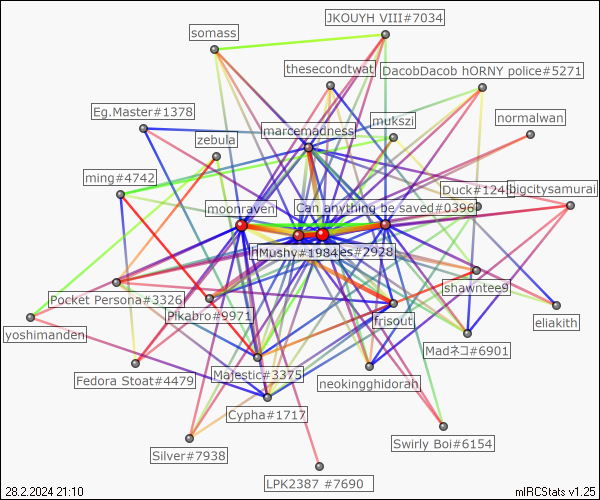 JKOUYH VIII#7034
somass
thesecondtwat
DacobDacob hORNY police#5271
Eg.Master#1378
mukszi
normalwan
marcemadness
zebula
ming#4742
Duck#124
bigcitysamurai
moonraven
Can anything be saved#0396
Mushy#1984
es#2928
shawntee9
Pocket Persona#3326
Pikabro#9971
frisout
eliakith
yoshimanden
Madネコ#6901
Fedora Stoat#4479
Majestic#3375
neokingghidorah
Cypha#1717
Swirly Boi#6154
Silver#7938
LPK2387 #7690
28.2.2024 21:10
mIRCStats v1.25